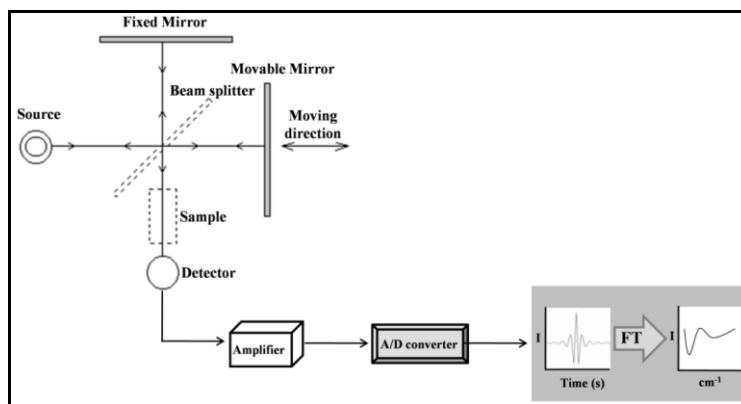 Fixed Mirror
Movable Mirror
Beam splitter
Source
Moving
direction
Sample
Detector
Amplifier
A/D converter
I
FT
I
Time (s)
cm⁻¹